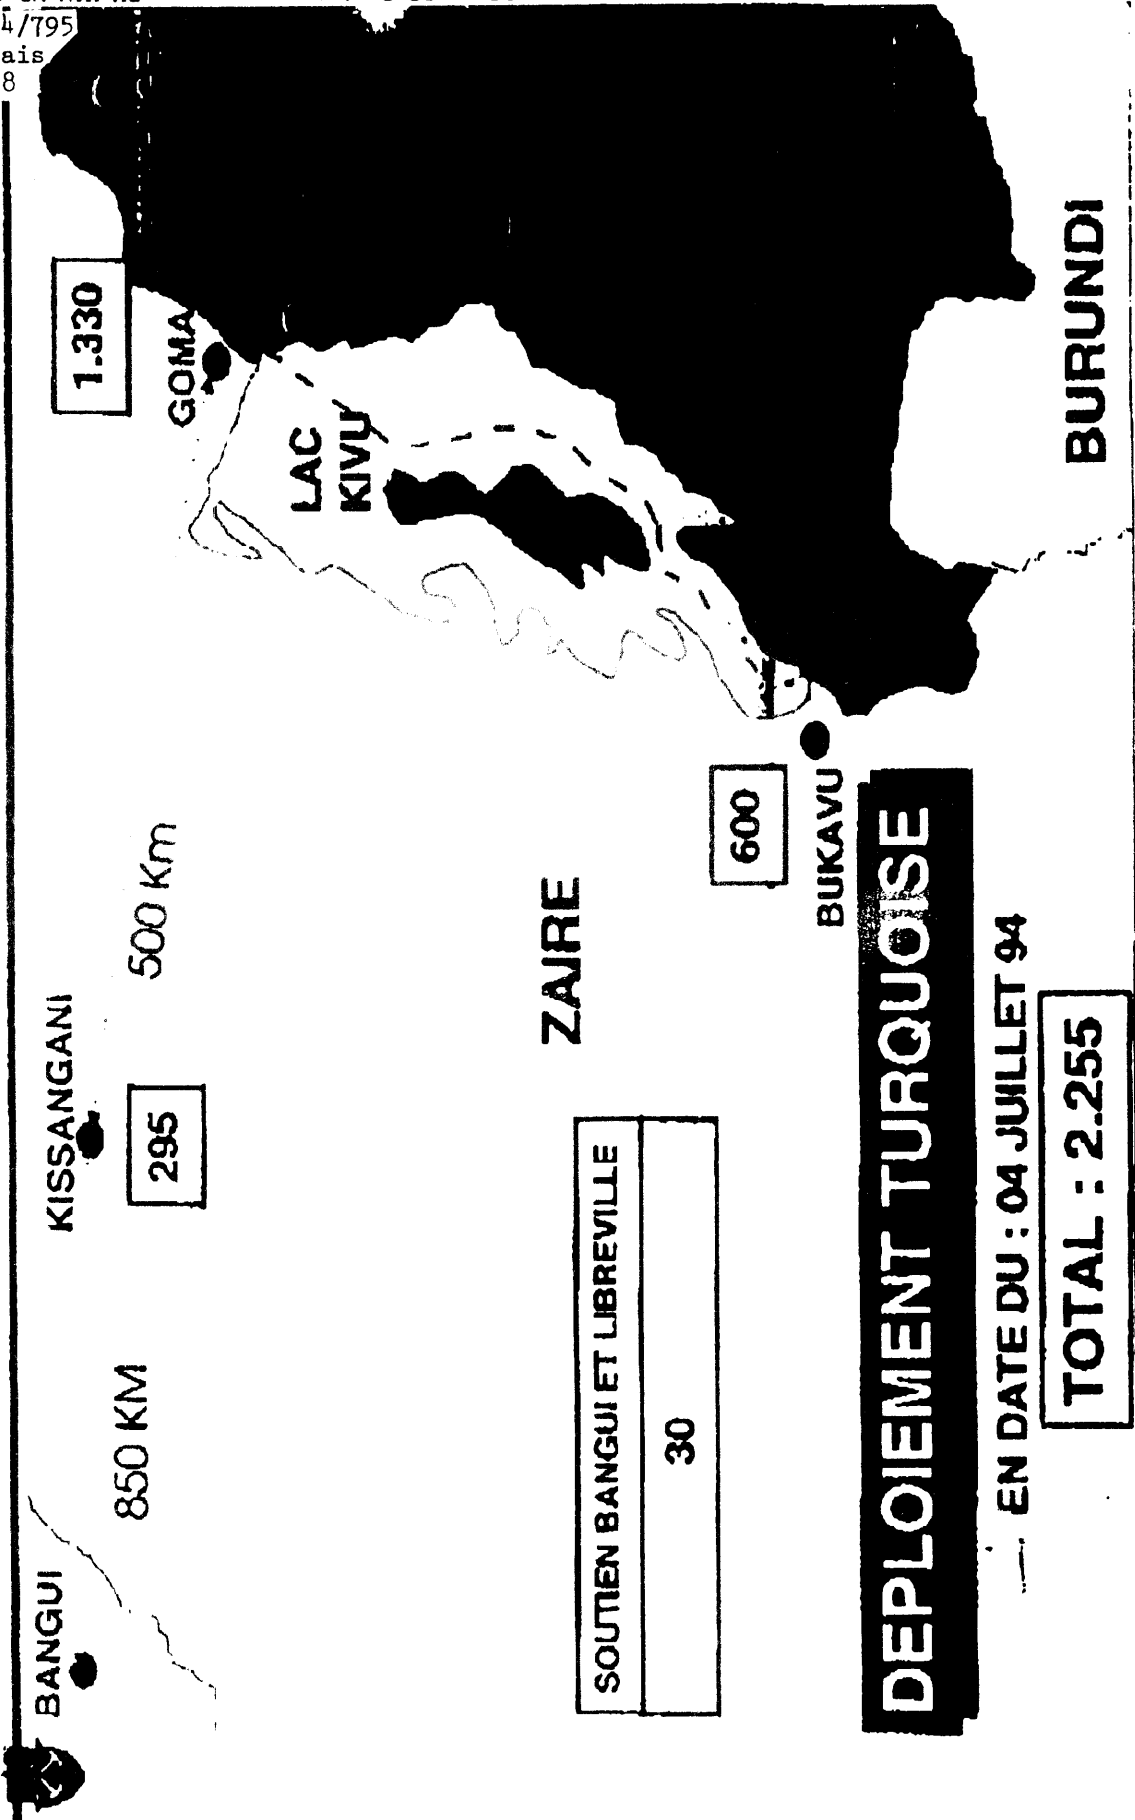 4/795
ais
8
BANGUI
850 KM
KISSANGANI
295
500 Km
1.330
GOMA
LAC
KIVU
ZAIRE
600
BUKAVU
BURUNDI
SOUTIEN BANGUI ET LIBREVILLE
30
DEPLOIEMENT TURQUOISE
EN DATE DU : 04 JUILLET 94
TOTAL : 2.255